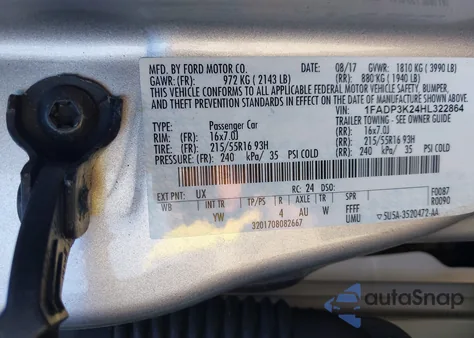 MFD. BY FORD MOTOR CO.
08/17 GVWR: 1810 KG ( 3990 LB)
GAWR: (FR): 972 KG ( 2143 LB) (RR): 880 KG ( 1940 LB)
THIS VEHICLE CONFORMS TO ALL APPLICABLE FEDERAL MOTOR VEHICLE SAFETY, BUMPER,
AND THEFT PREVENTION STANDARDS IN EFFECT ON THE DATE OF MANUFACTURE SHOWN ABOVE.
VIN: 1FADP3K24HL322864
TYPE: Passenger Car TRAILER TOWING - SEE OWNER GUIDE
RIM: (FR): 16x7.0J (RR): 16x7.0J
TIRE: (FR): 215/55R16 93H (RR): 215/55R16 93H
PRESSURE: (FR): 240 kPa/ 35 PSI COLD (RR): 240 kPa/ 35 PSI COLD
EXT PNT: UX RC: 24 DSO: F0087
WB INT TR TP/PS R AXLE TR SPR R0090
YW 4 AU W FFFF
3201708082667 UMU 5U5A-3520472-AA
autoSnap